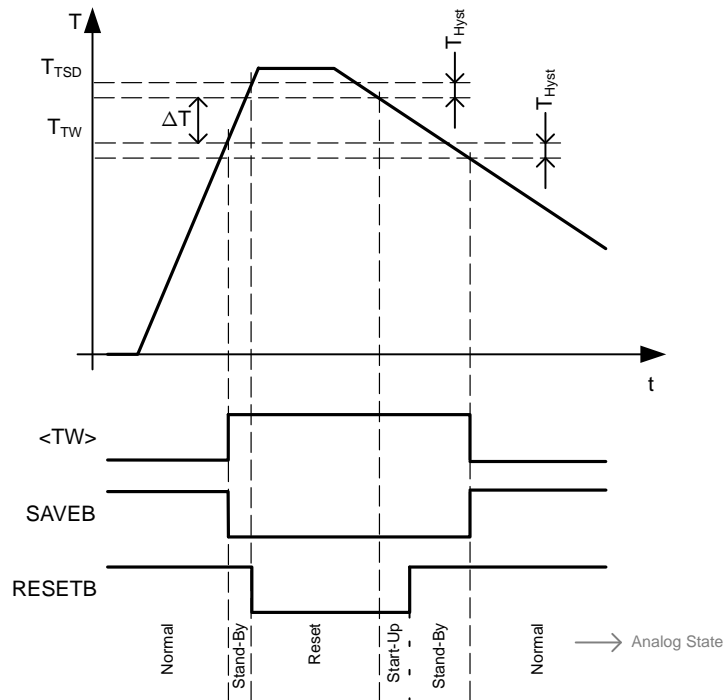 T
T_TSD
T_TW
ΔT
T_Hyst
T_Hyst
t
<TW>
SAVEB
RESETB
Normal
Stand-By
Reset
Start-Up
Stand-By
Normal
Analog State